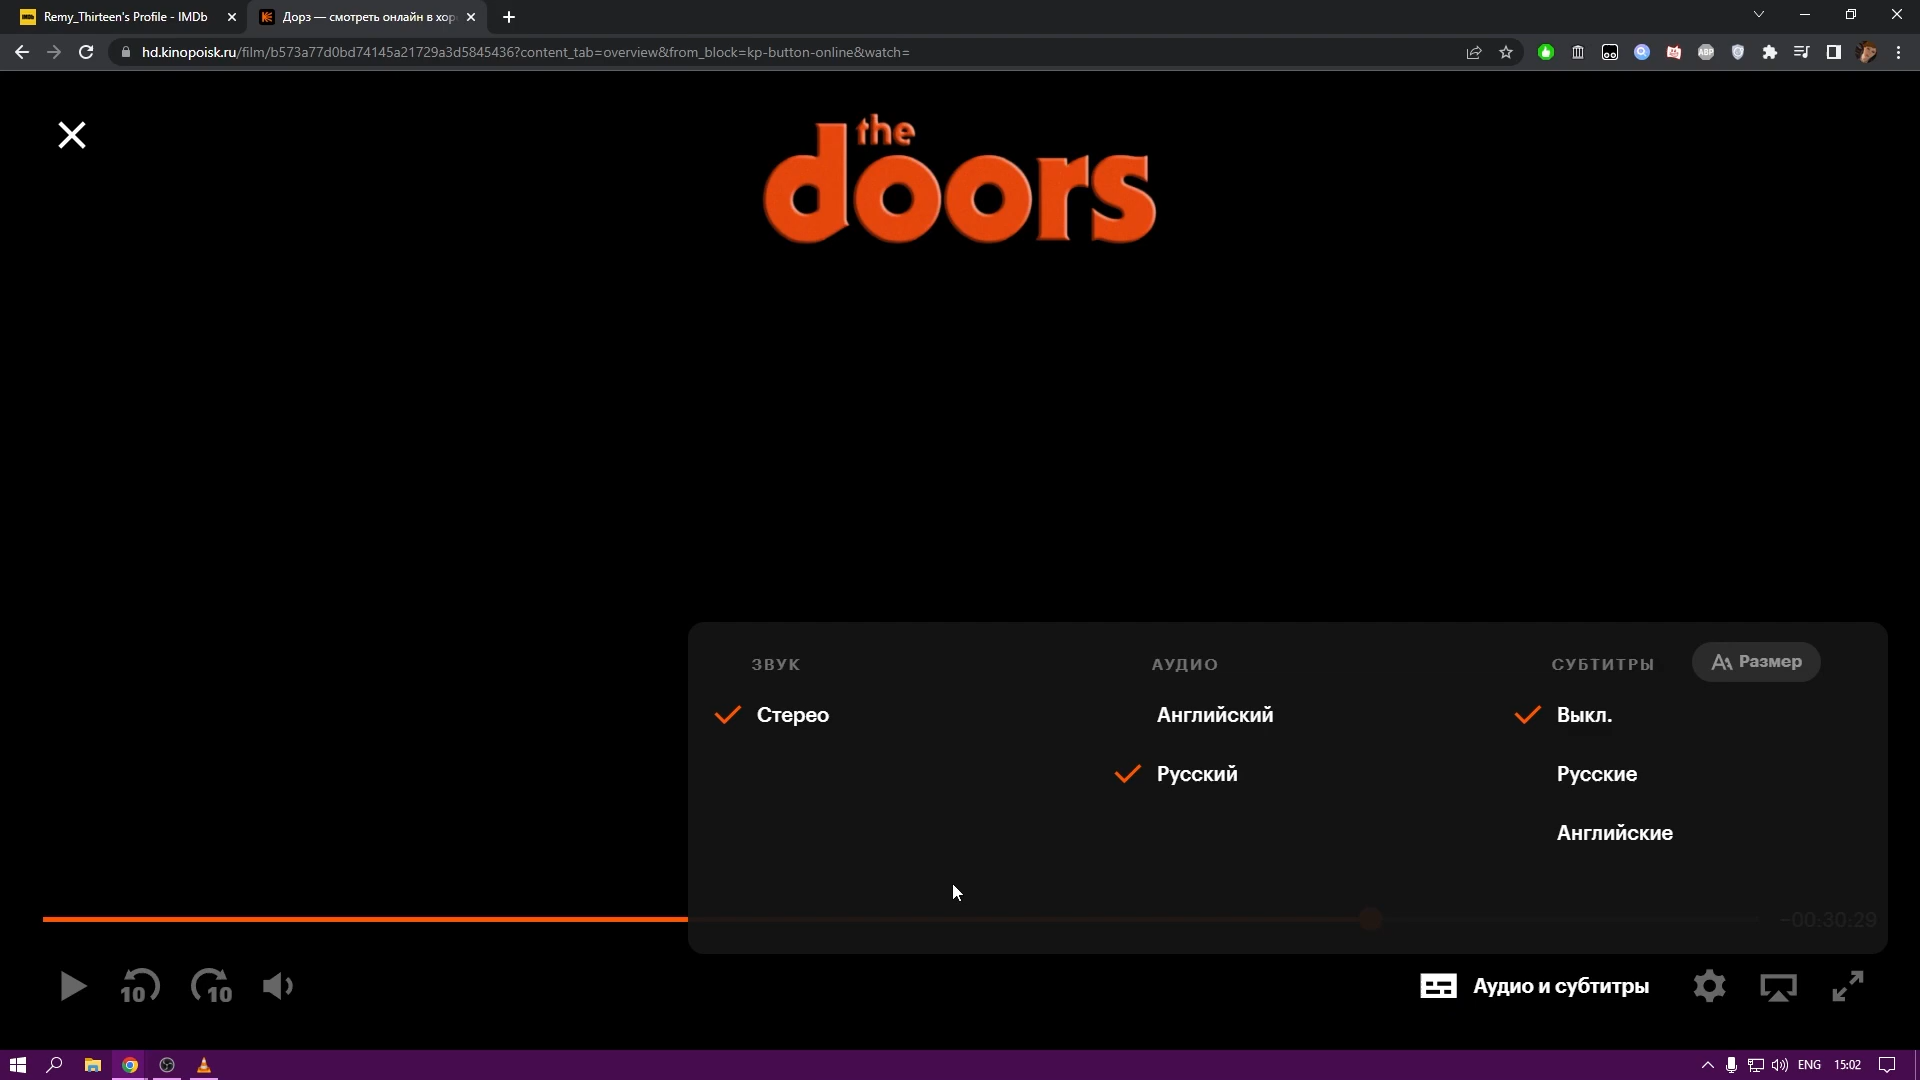 Remy_Thirteen's Profile - IMDb
Дорз — смотреть онлайн в хор
hd.kinopoisk.ru/film/b573a77d0bd74145a21729a3d5845436?content_tab=overview&from_block=kp-button-online&watch=
ABP
the
doors
ЗВУК
АУДИО
СУБТИТРЫ
Размер
Стерео
Английский
Выкл.
Русский
Русские
Английские
-00:30:29
10
10
Аудио и субтитры
ENG
15:02